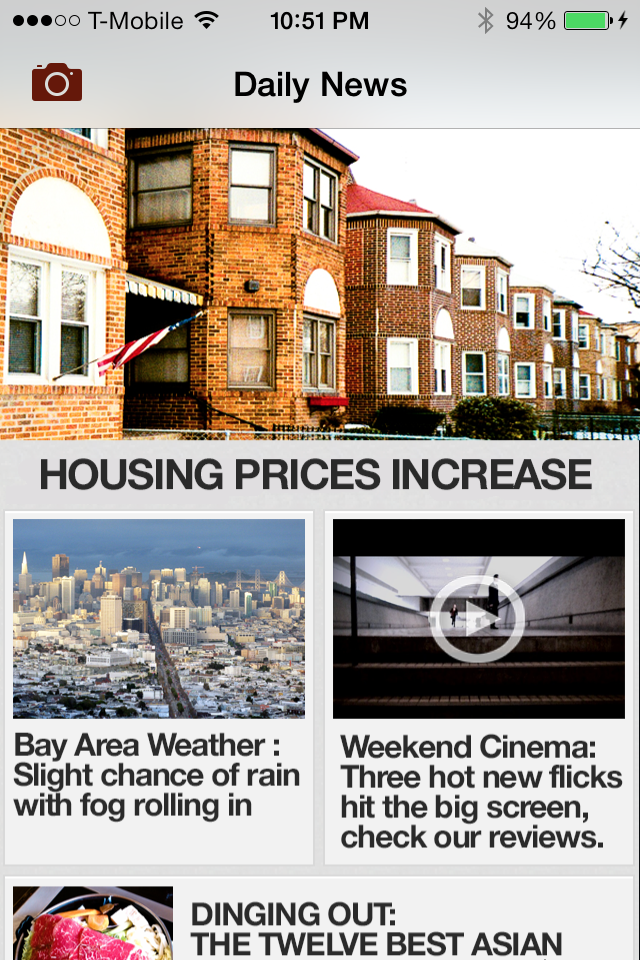 T-Mobile 10:51 PM 94%
Daily News
HOUSING PRICES INCREASE
Bay Area Weather :
Slight chance of rain
with fog rolling in
Weekend Cinema:
Three hot new flicks
hit the big screen,
check our reviews.
DINGING OUT:
THE TWELVE BEST ASIAN